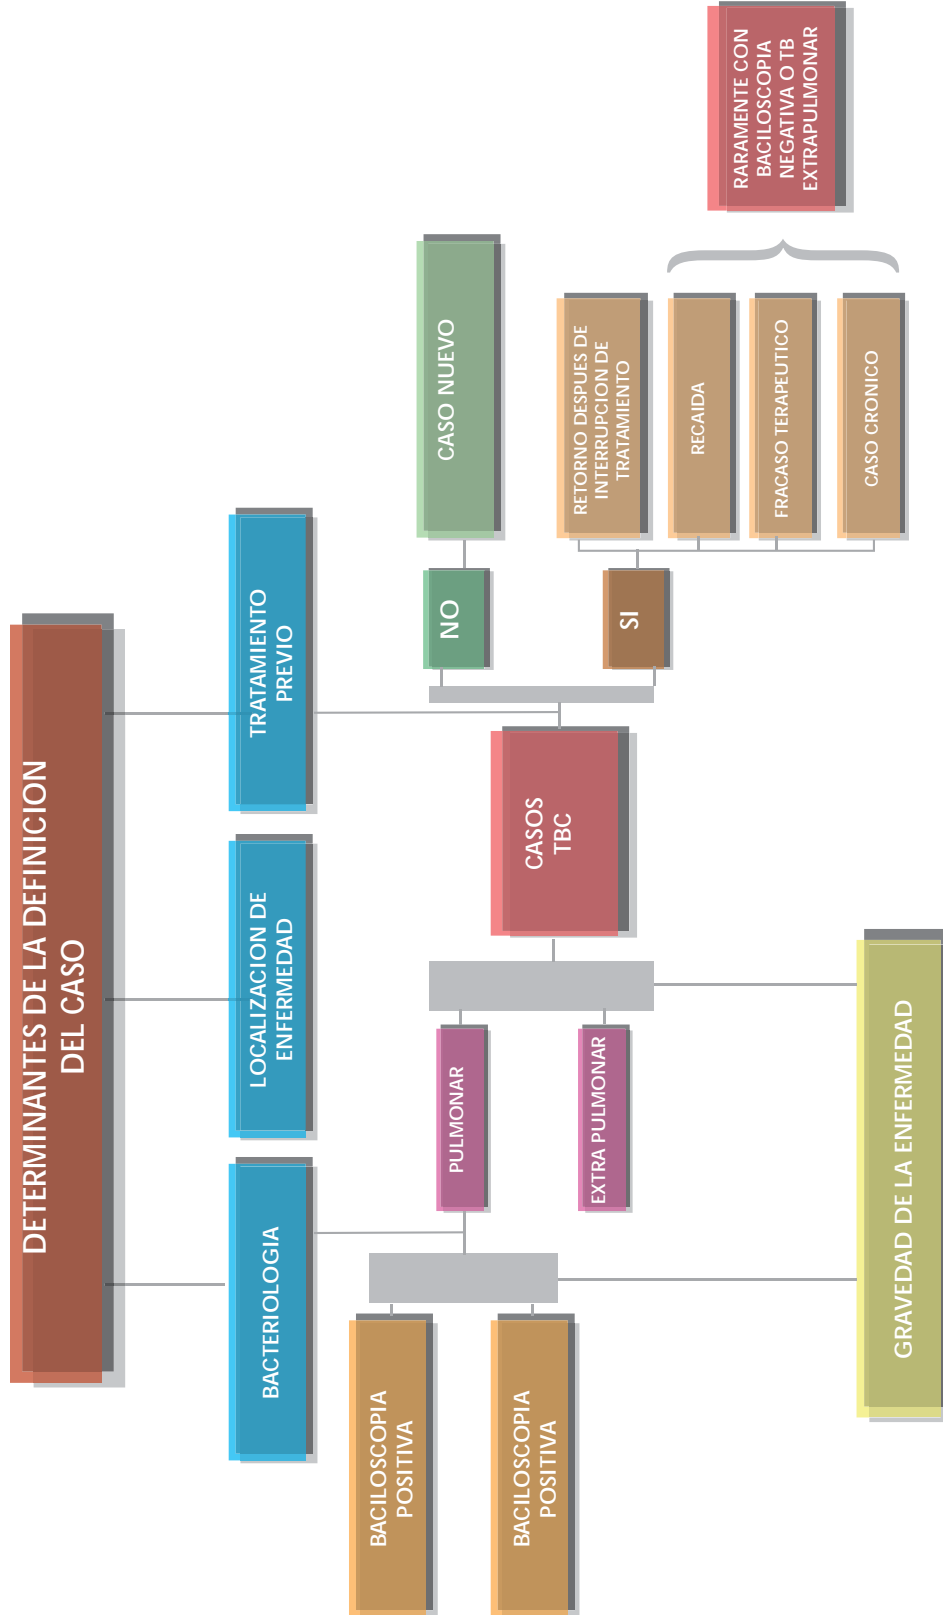 DETERMINANTES DE LA DEFINICION
DEL CASO
BACTERIOLOGIA
LOCALIZACION DE
ENFERMEDAD
TRATAMIENTO
PREVIO
BACILOSCOPIA
POSITIVA
BACILOSCOPIA
POSITIVA
PULMONAR
EXTRA PULMONAR
CASOS
TBC
NO
SI
CASO NUEVO
RETORNO DESPUES DE
INTERRUPCION DE
TRATAMIENTO
RECAIDA
FRACASO TERAPEUTICO
CASO CRONICO
RARAMENTE CON
BACILOSCOPIA
NEGATIVA O TB
EXTRAPULMONAR
GRAVEDAD DE LA ENFERMEDAD